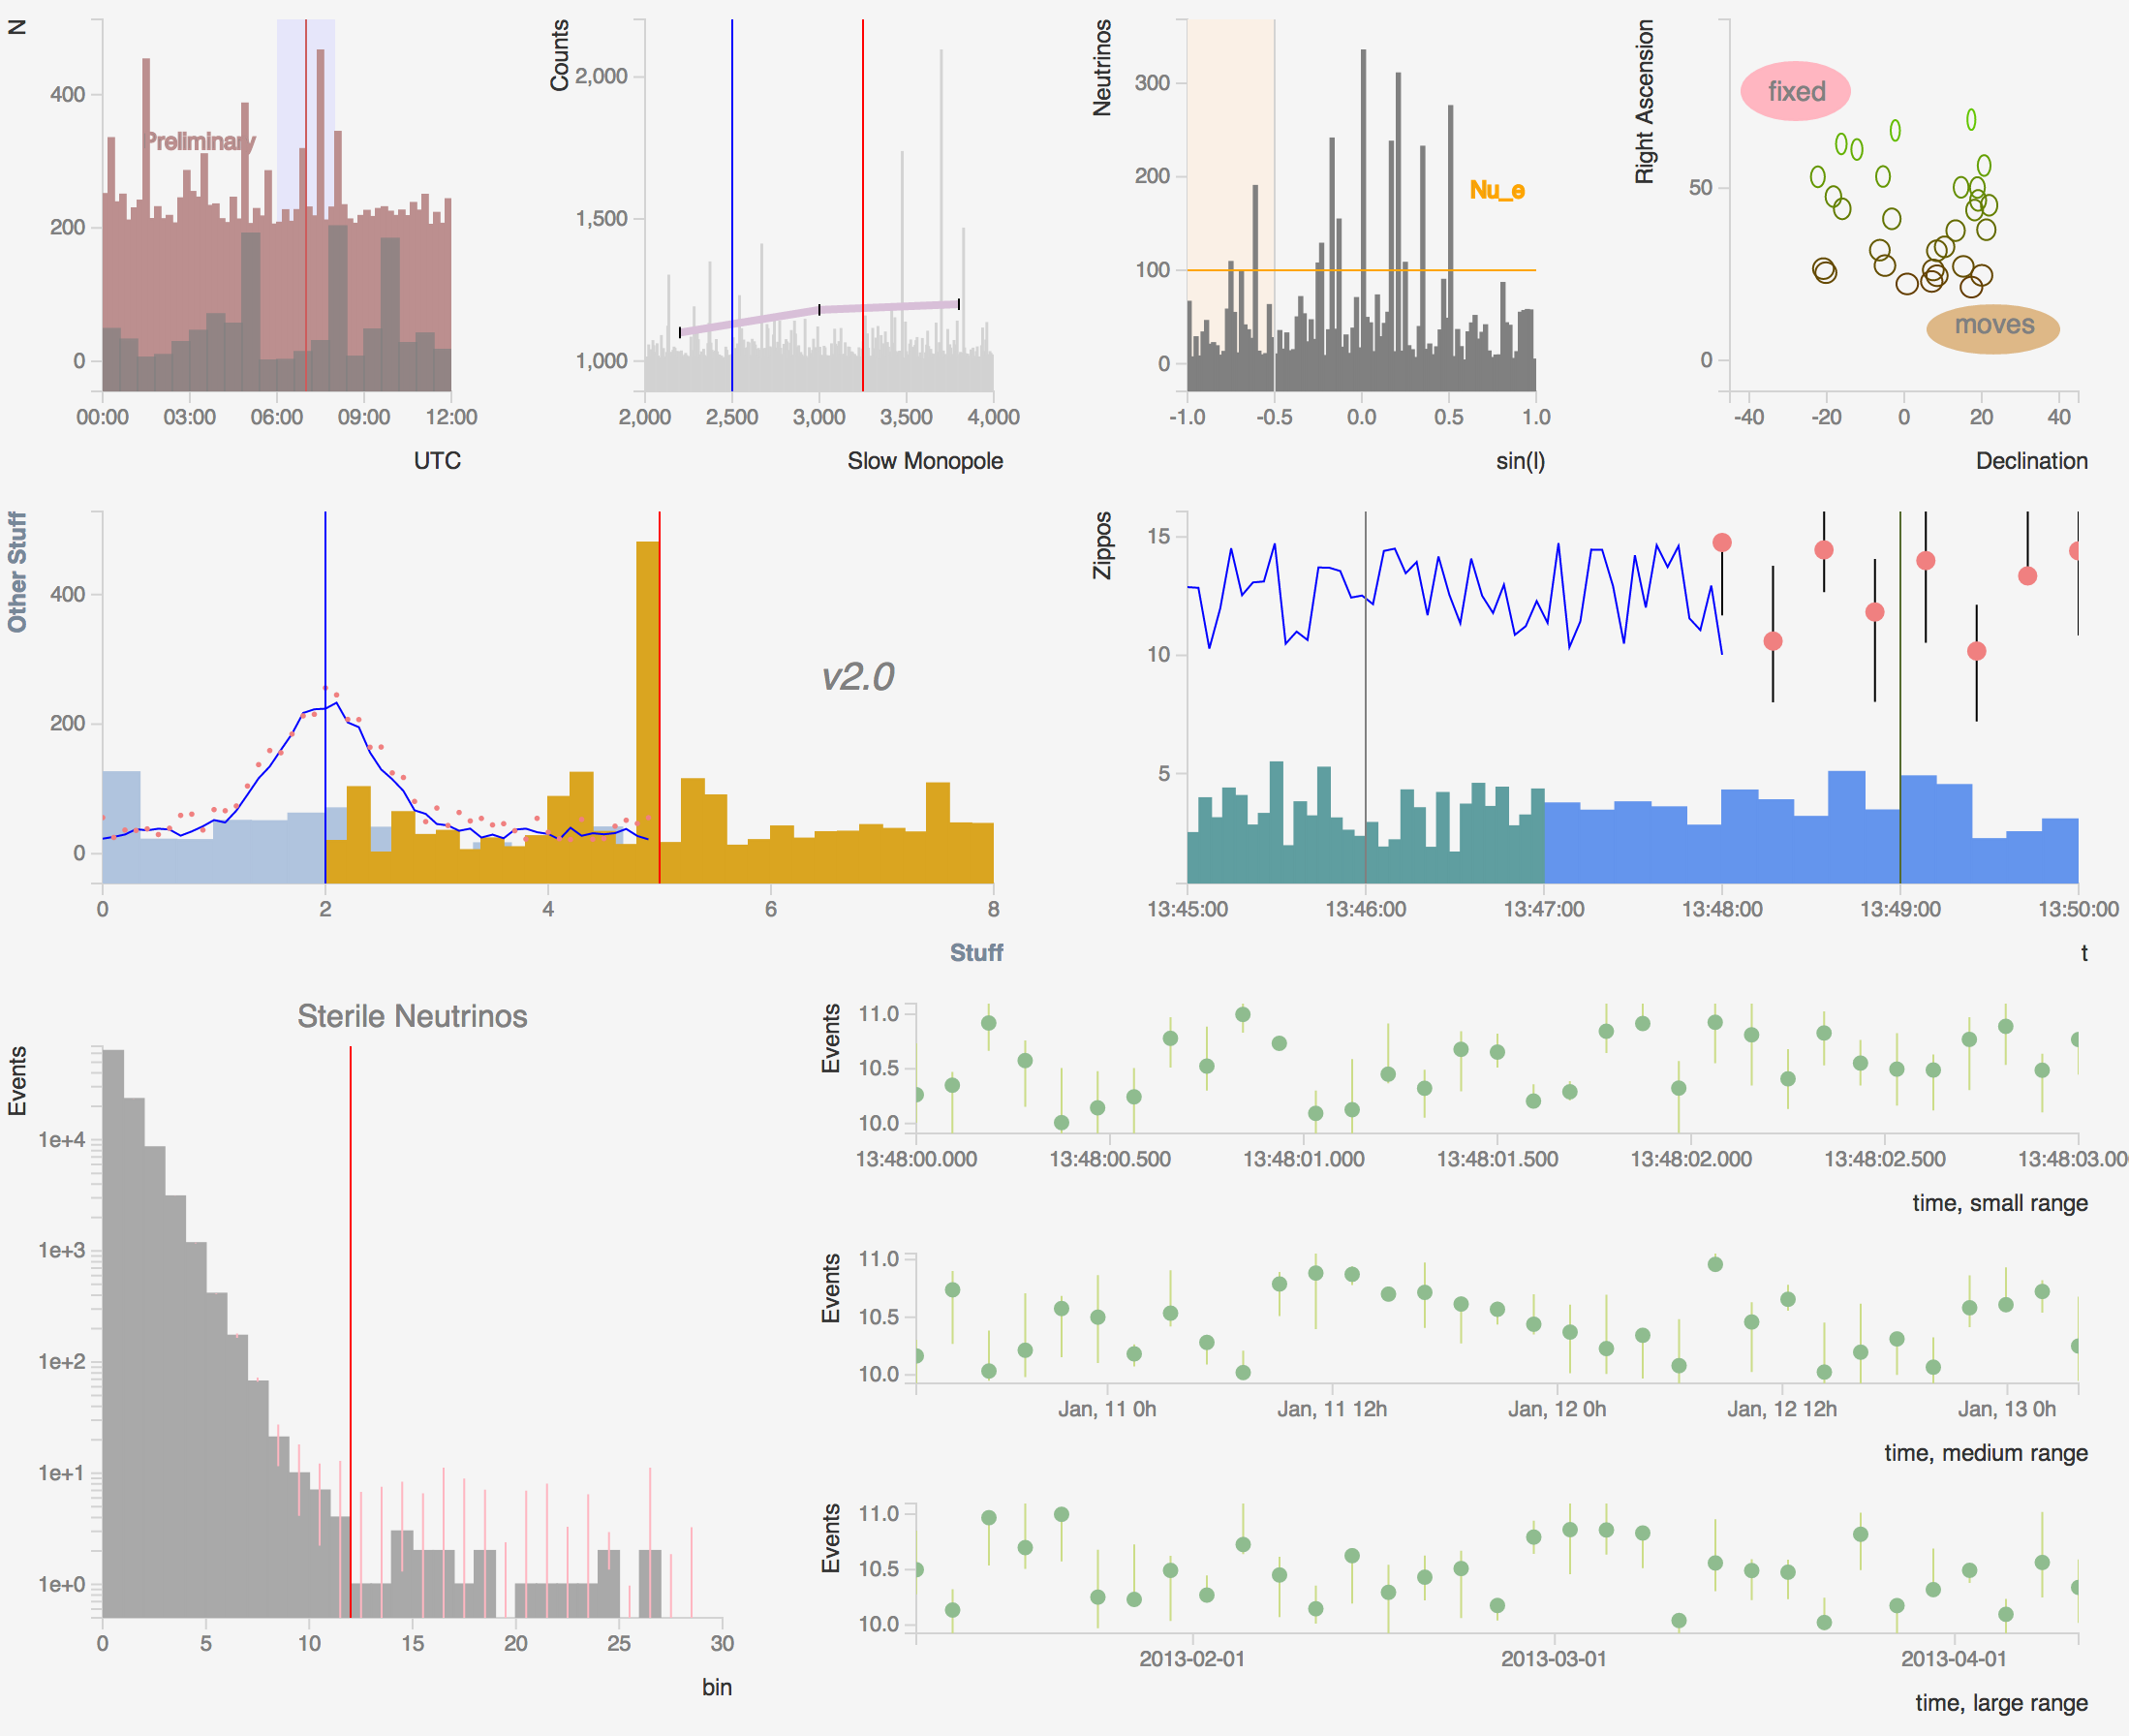 N
400
200
0
Preliminary
00:00 03:00 06:00 09:00 12:00
UTC
Counts
2,000
1,500
1,000
2,000 2,500 3,000 3,500 4,000
Slow Monopole
Neutrinos
300
200
100
0
Nu_e
-1.0 -0.5 0.0 0.5 1.0
sin(l)
Right Ascension
50
0
fixed
moves
-40 -20 0 20 40
Declination
Other Stuff
400
200
0
v2.0
0 2 4 6 8
Stuff
Zippos
15
10
5
13:45:00 13:46:00 13:47:00 13:48:00 13:49:00 13:50:00
t
Sterile Neutrinos
Events
1e+4
1e+3
1e+2
1e+1
1e+0
0 5 10 15 20 25 30
bin
Events
11.0
10.5
10.0
13:48:00.000 13:48:00.500 13:48:01.000 13:48:01.500 13:48:02.000 13:48:02.500 13:48:03.00
time, small range
Events
11.0
10.5
10.0
Jan, 11 0h Jan, 11 12h Jan, 12 0h Jan, 12 12h Jan, 13 0h
time, medium range
Events
11.0
10.5
10.0
2013-02-01 2013-03-01 2013-04-01
time, large range